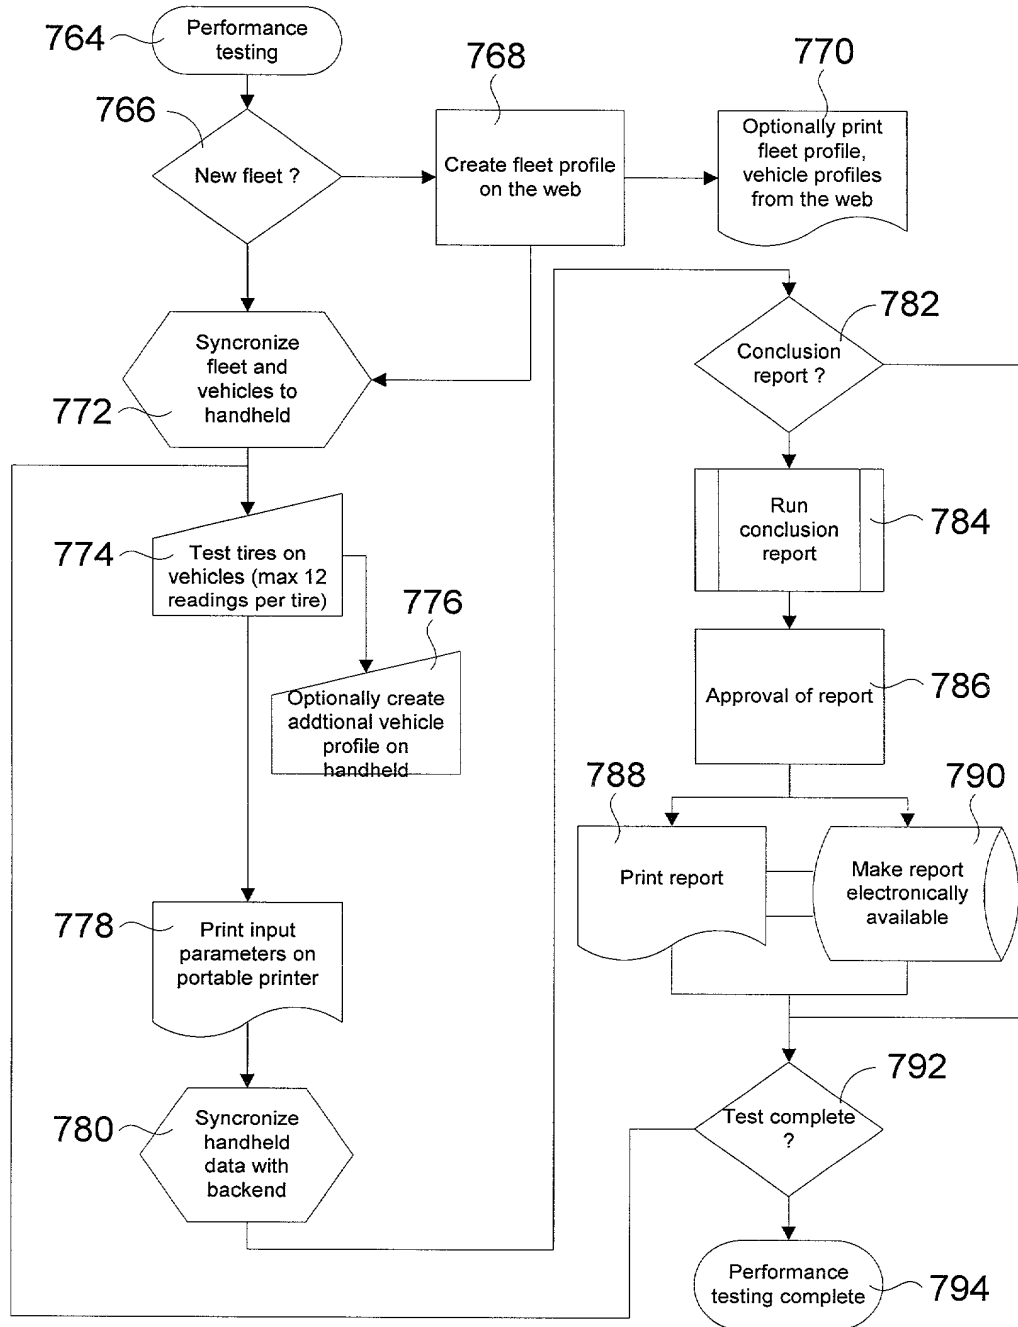 764
Performance
testing
766
New fleet ?
768
Create fleet profile
on the web
770
Optionally print
fleet profile,
vehicle profiles
from the web
772
Syncronize
fleet and
vehicles to
handheld
774
Test tires on
vehicles (max 12
readings per tire)
776
Optionally create
addtional vehicle
profile on
handheld
778
Print input
parameters on
portable printer
780
Syncronize
handheld
data with
backend
782
Conclusion
report ?
784
Run
conclusion
report
786
Approval of report
788
Print report
790
Make report
electronically
available
792
Test complete
?
794
Performance
testing complete